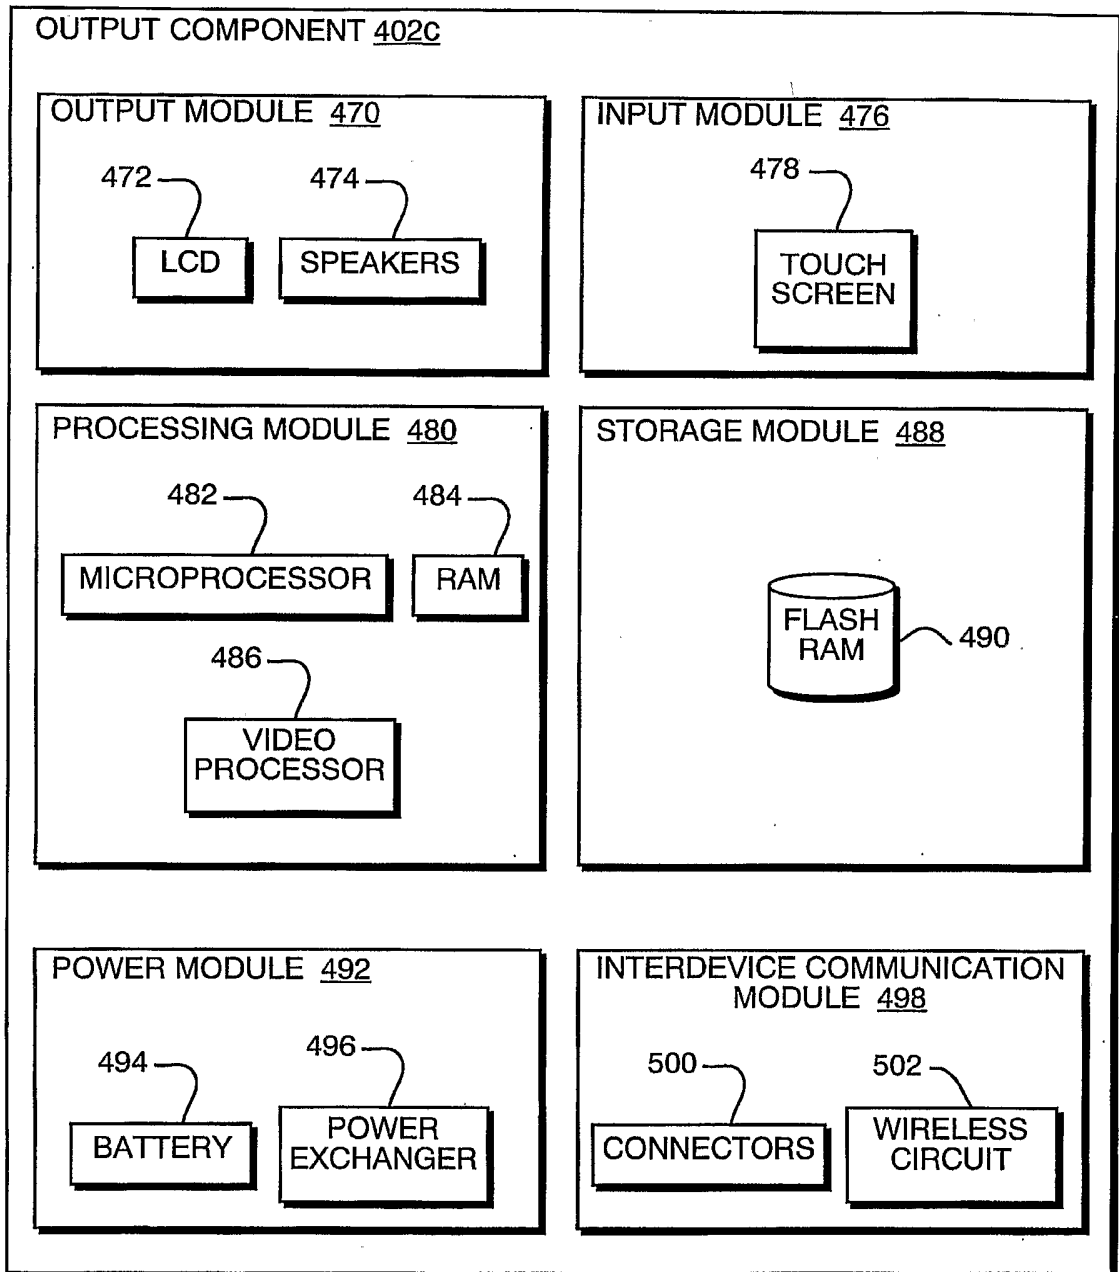 OUTPUT COMPONENT 402c
OUTPUT MODULE 470
472
474
LCD
SPEAKERS
INPUT MODULE 476
478
TOUCH
SCREEN
PROCESSING MODULE 480
482
484
MICROPROCESSOR
RAM
486
VIDEO
PROCESSOR
STORAGE MODULE 488
FLASH
RAM
490
POWER MODULE 492
494
496
BATTERY
POWER
EXCHANGER
INTERDEVICE COMMUNICATION
MODULE 498
500
502
CONNECTORS
WIRELESS
CIRCUIT